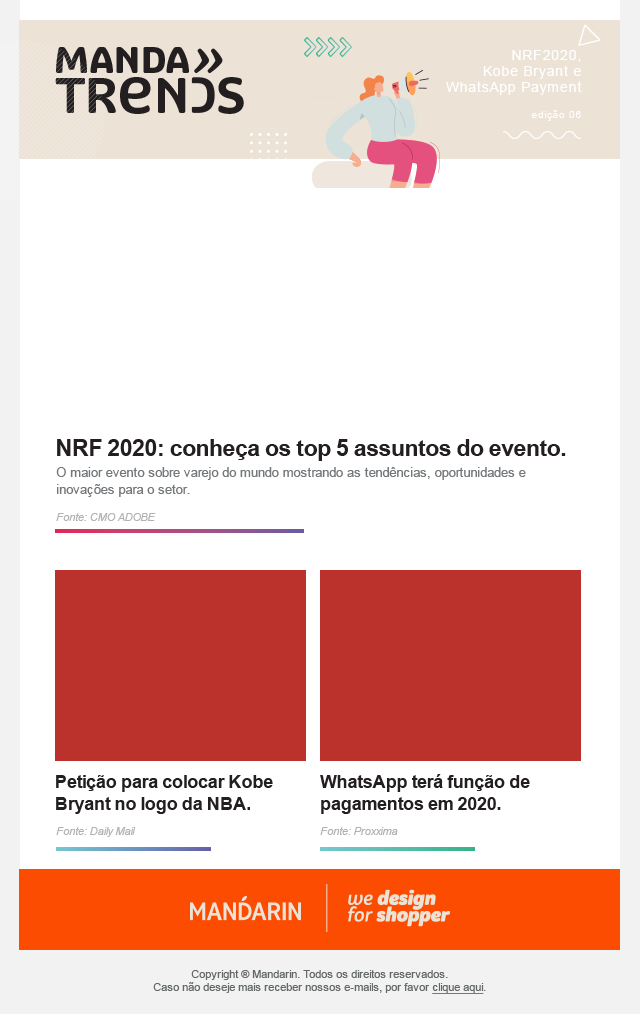 MANDA
TRENDS
NRF2020,
Kobe Bryant e
WhatsApp Payment
edição 06
NRF 2020: conheça os top 5 assuntos do evento.
O maior evento sobre varejo do mundo mostrando as tendências, oportunidades e
inovações para o setor.
Fonte: CMO ADOBE
Petição para colocar Kobe
Bryant no logo da NBA.
Fonte: Daily Mail
WhatsApp terá função de
pagamentos em 2020.
Fonte: Proxxima
MANDARIN
we design
for shopper
Copyright ® Mandarin. Todos os direitos reservados.
Caso não deseje mais receber nossos e-mails, por favor clique aqui.